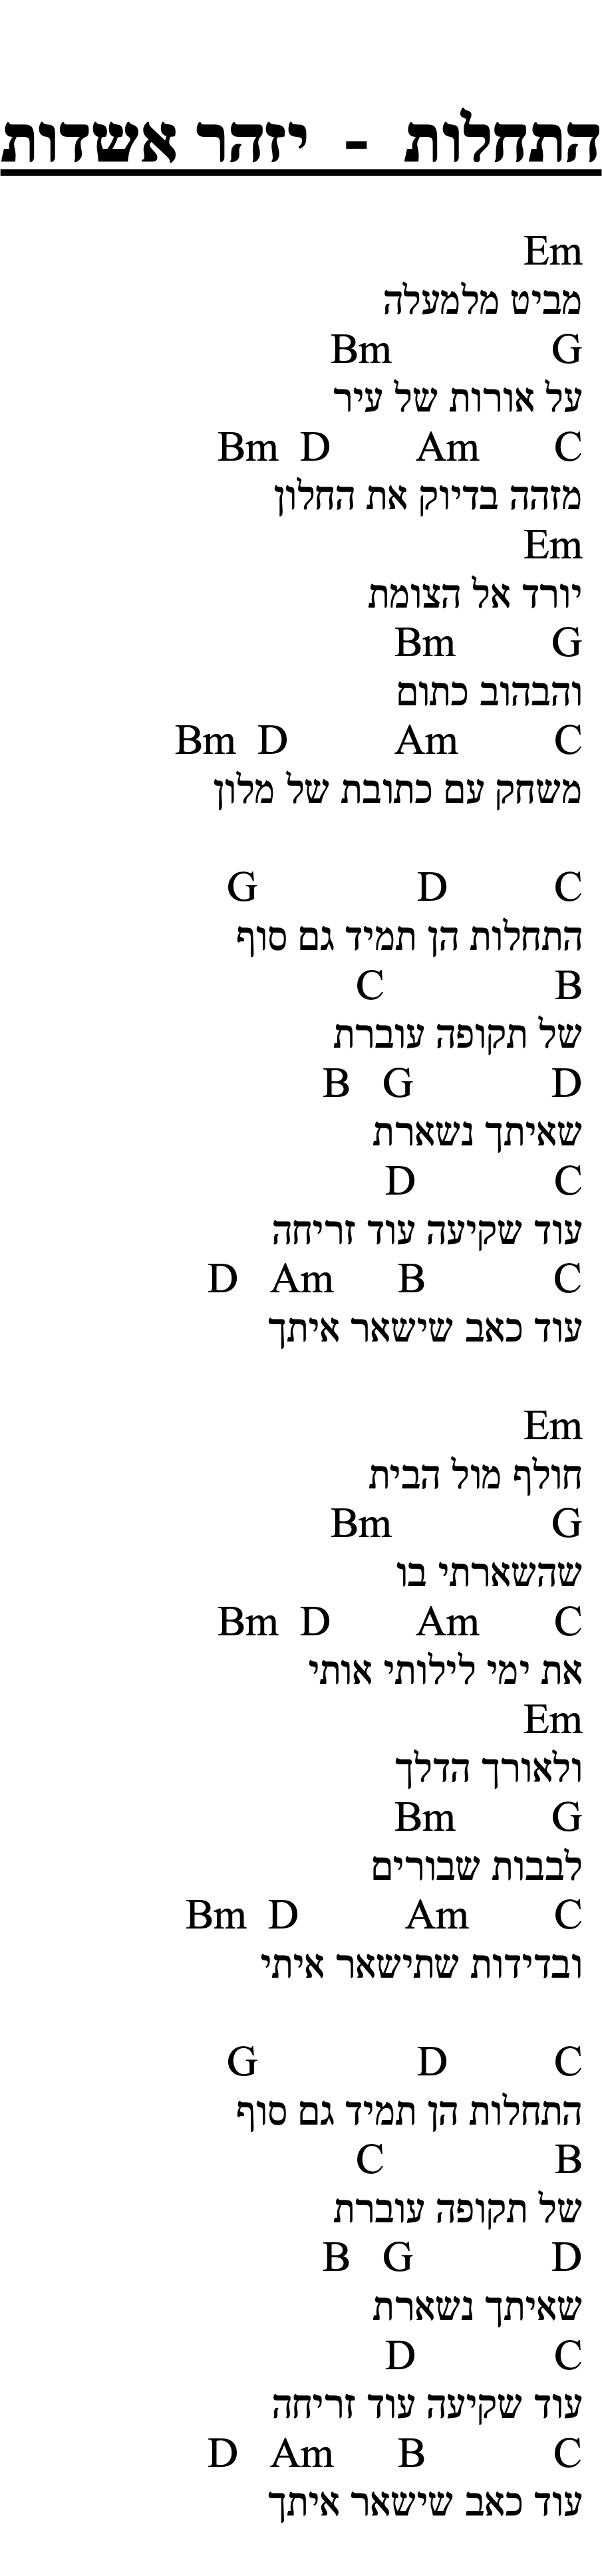 התחלות - יזהר אשדות
Em
מביט מלמעלה
G Bm
על אורות של עיר
C Am D Bm
מזהה בדיוק את החלון
Em
יורד אל הצומת
G Bm
והבהוב כתום
C Am D Bm
משחק עם כתובת של מלון
C D G
התחלות הן תמיד גם סוף
B C
של תקופה עוברת
D G B
שאיתך נשארת
C D
עוד שקיעה עוד זריחה
C B Am D
עוד כאב שישאר איתך
Em
חולף מול הבית
G Bm
שהשארתי בו
C Am D Bm
את ימי לילותי אותי
Em
ולאורך הדלך
G Bm
לבבות שבורים
C Am D Bm
ובדידות שתישאר איתי
C D G
התחלות הן תמיד גם סוף
B C
של תקופה עוברת
D G B
שאיתך נשארת
C D
עוד שקיעה עוד זריחה
C B Am D
עוד כאב שישאר איתך